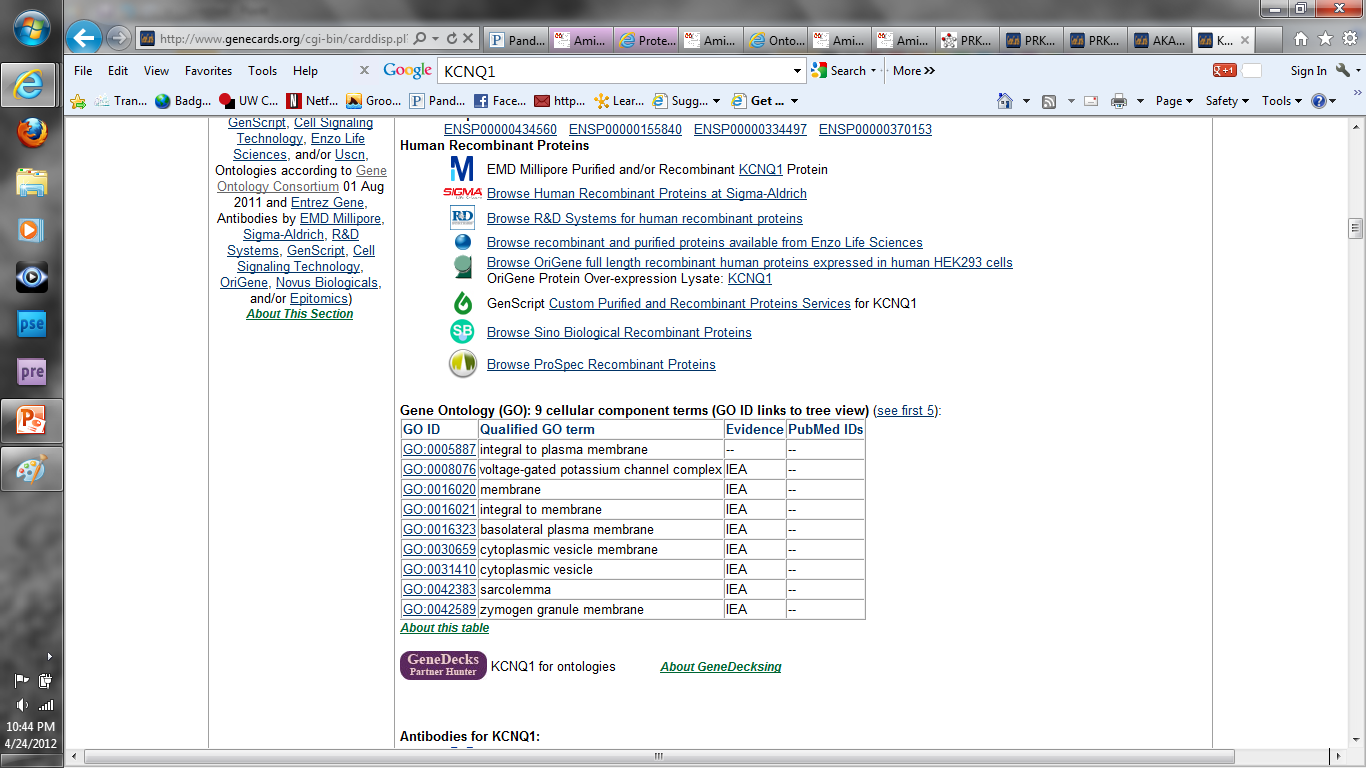 http://www.genecards.org/cgi-bin/carddisp.pl
Pand... Ami... Prote... Ami... Onto... Ami... Ami... PRK... PRK... PRK... AKA... K...
File Edit View Favorites Tools Help
Google KCNQ1 Search More »
+1 Sign In
Tran... Badg... UW C... Netf... Groo... Pand... Face... http... Lear... Sugg... Get ...
Page Safety Tools
GenScript, Cell Signaling
Technology, Enzo Life
Sciences, and/or Uscn,
Ontologies according to Gene
Ontology Consortium 01 Aug
2011 and Entrez Gene,
Antibodies by EMD Millipore,
Sigma-Aldrich, R&D
Systems, GenScript, Cell
Signaling Technology,
OriGene, Novus Biologicals,
and/or Epitomics)
About This Section
ENSP00000434560 ENSP00000155840 ENSP00000334497 ENSP00000370153
Human Recombinant Proteins
M EMD Millipore Purified and/or Recombinant KCNQ1 Protein
SIGMA Browse Human Recombinant Proteins at Sigma-Aldrich
R&D Browse R&D Systems for human recombinant proteins
Browse recombinant and purified proteins available from Enzo Life Sciences
Browse OriGene full length recombinant human proteins expressed in human HEK293 cells
OriGene Protein Over-expression Lysate: KCNQ1
GenScript Custom Purified and Recombinant Proteins Services for KCNQ1
SB Browse Sino Biological Recombinant Proteins
Browse ProSpec Recombinant Proteins
Gene Ontology (GO): 9 cellular component terms (GO ID links to tree view) (see first 5):
GO ID Qualified GO term Evidence PubMed IDs
GO:0005887 integral to plasma membrane -- --
GO:0008076 voltage-gated potassium channel complex IEA --
GO:0016020 membrane IEA --
GO:0016021 integral to membrane IEA --
GO:0016323 basolateral plasma membrane IEA --
GO:0030659 cytoplasmic vesicle membrane IEA --
GO:0031410 cytoplasmic vesicle IEA --
GO:0042383 sarcolemma IEA --
GO:0042589 zymogen granule membrane IEA --
About this table
GeneDecks
Partner Hunter
KCNQ1 for ontologies About GeneDecksing
Antibodies for KCNQ1:
pse
pre
10:44 PM
4/24/2012